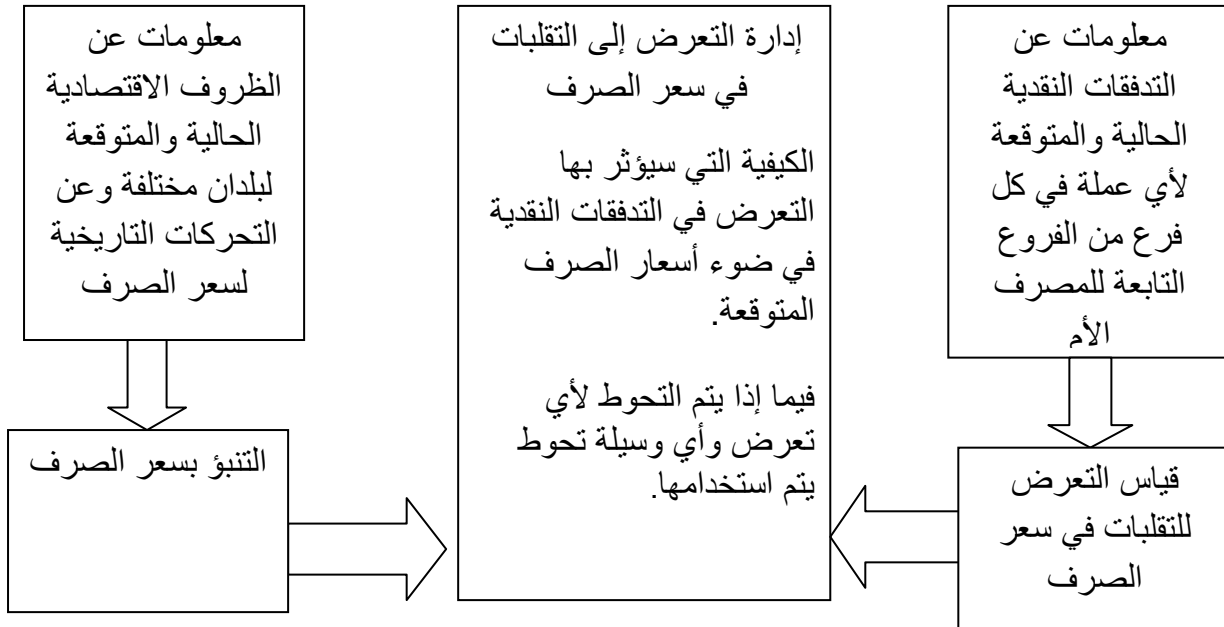 معلومات عن
التدفقات النقدية
الحالية والمتوقعة
لأي عملة في كل
فرع من الفروع
التابعة للمصرف
الأم
قياس التعرض
للتقلبات في سعر
الصرف
إدارة التعرض إلى التقلبات
في سعر الصرف
الكيفية التي سيؤثر بها
التعرض في التدفقات النقدية
في ضوء أسعار الصرف
المتوقعة.
فيما إذا يتم التحوط لأي
تعرض وأي وسيلة تحوط
يتم استخدامها.
معلومات عن
الظروف الاقتصادية
الحالية والمتوقعة
لبلدان مختلفة وعن
التحركات التاريخية
لسعر الصرف
التنبؤ بسعر الصرف